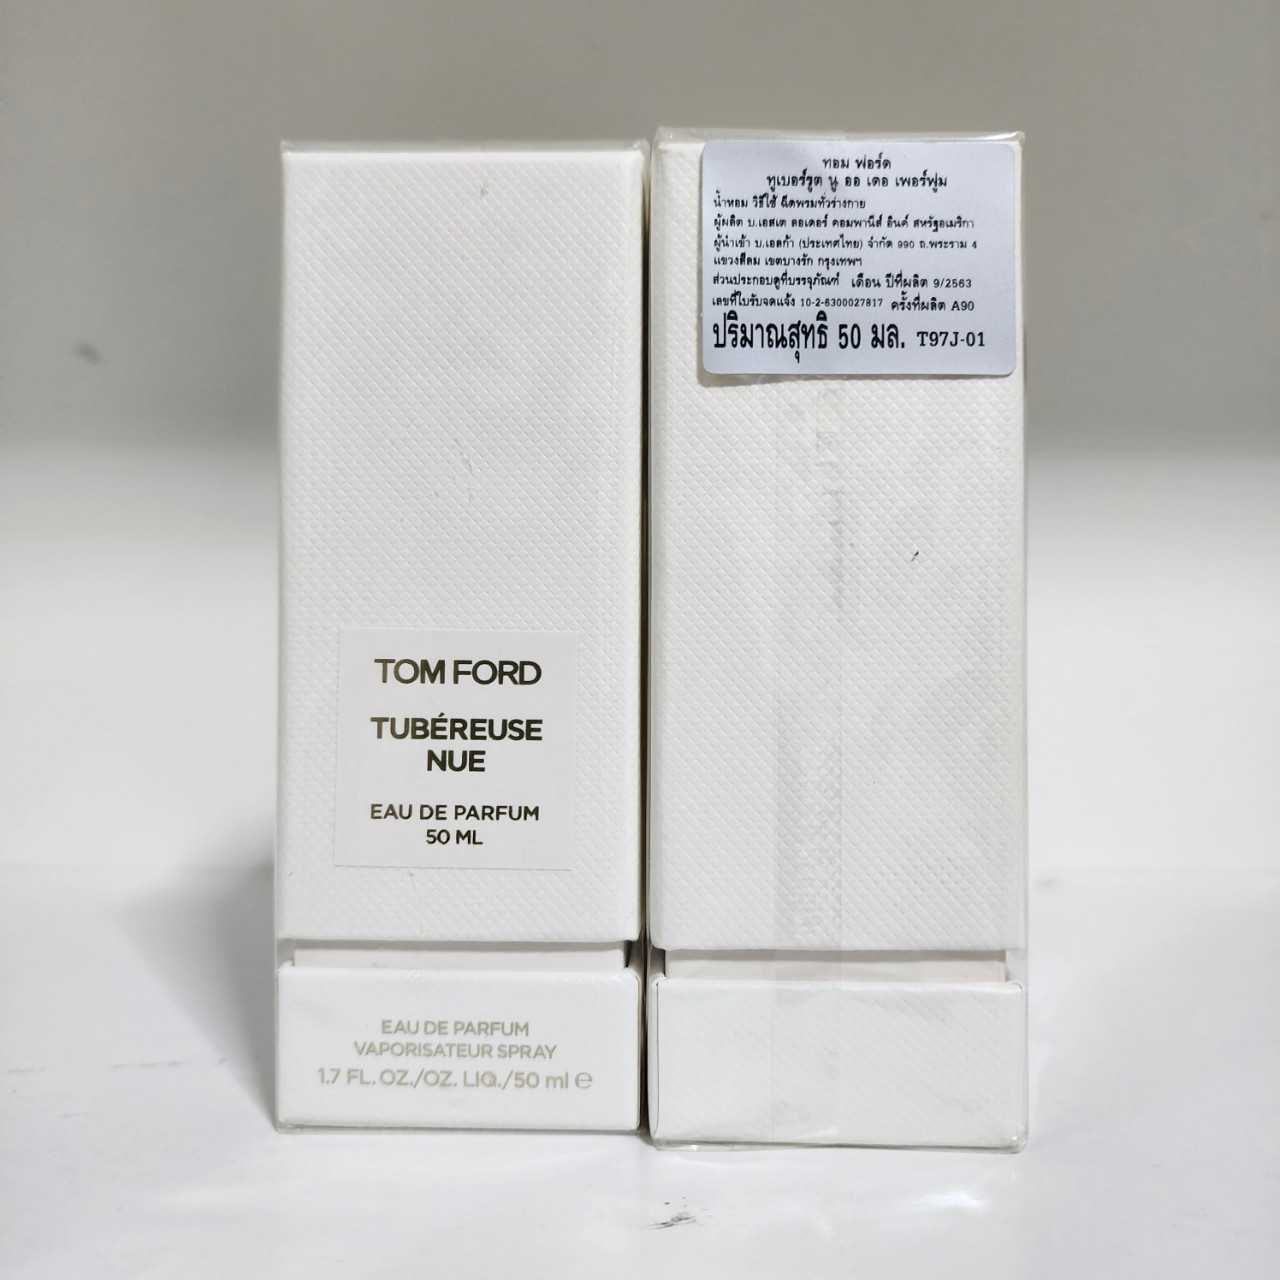 TOM FORD
TUBÉREUSE
NUE
EAU DE PARFUM
50 ML
EAU DE PARFUM
VAPORISATEUR SPRAY
1.7 FL. OZ./OZ. LIQ./50 ml ℮
ทอม ฟอร์ด
ทูเบอร์รูต นู ออ เดอ เพอร์ฟูม
น้ำหอม วิธีใช้ ฉีดพรมทั่วร่างกาย
ผู้ผลิต บ.เอสเต ลอเดอร์ คอมพานีส์ อินค์ สหรัฐอเมริกา
ผู้นำเข้า บ.เอลก้า (ประเทศไทย) จำกัด 990 ถ.พระราม 4
แขวงสีลม เขตบางรัก กรุงเทพฯ
ส่วนประกอบดูที่บรรจุภัณฑ์ เดือน ปีที่ผลิต 9/2563
เลขที่ใบรับจดแจ้ง 10-2-6300027817 ครั้งที่ผลิต A90
ปริมาณสุทธิ 50 มล. T97J-01